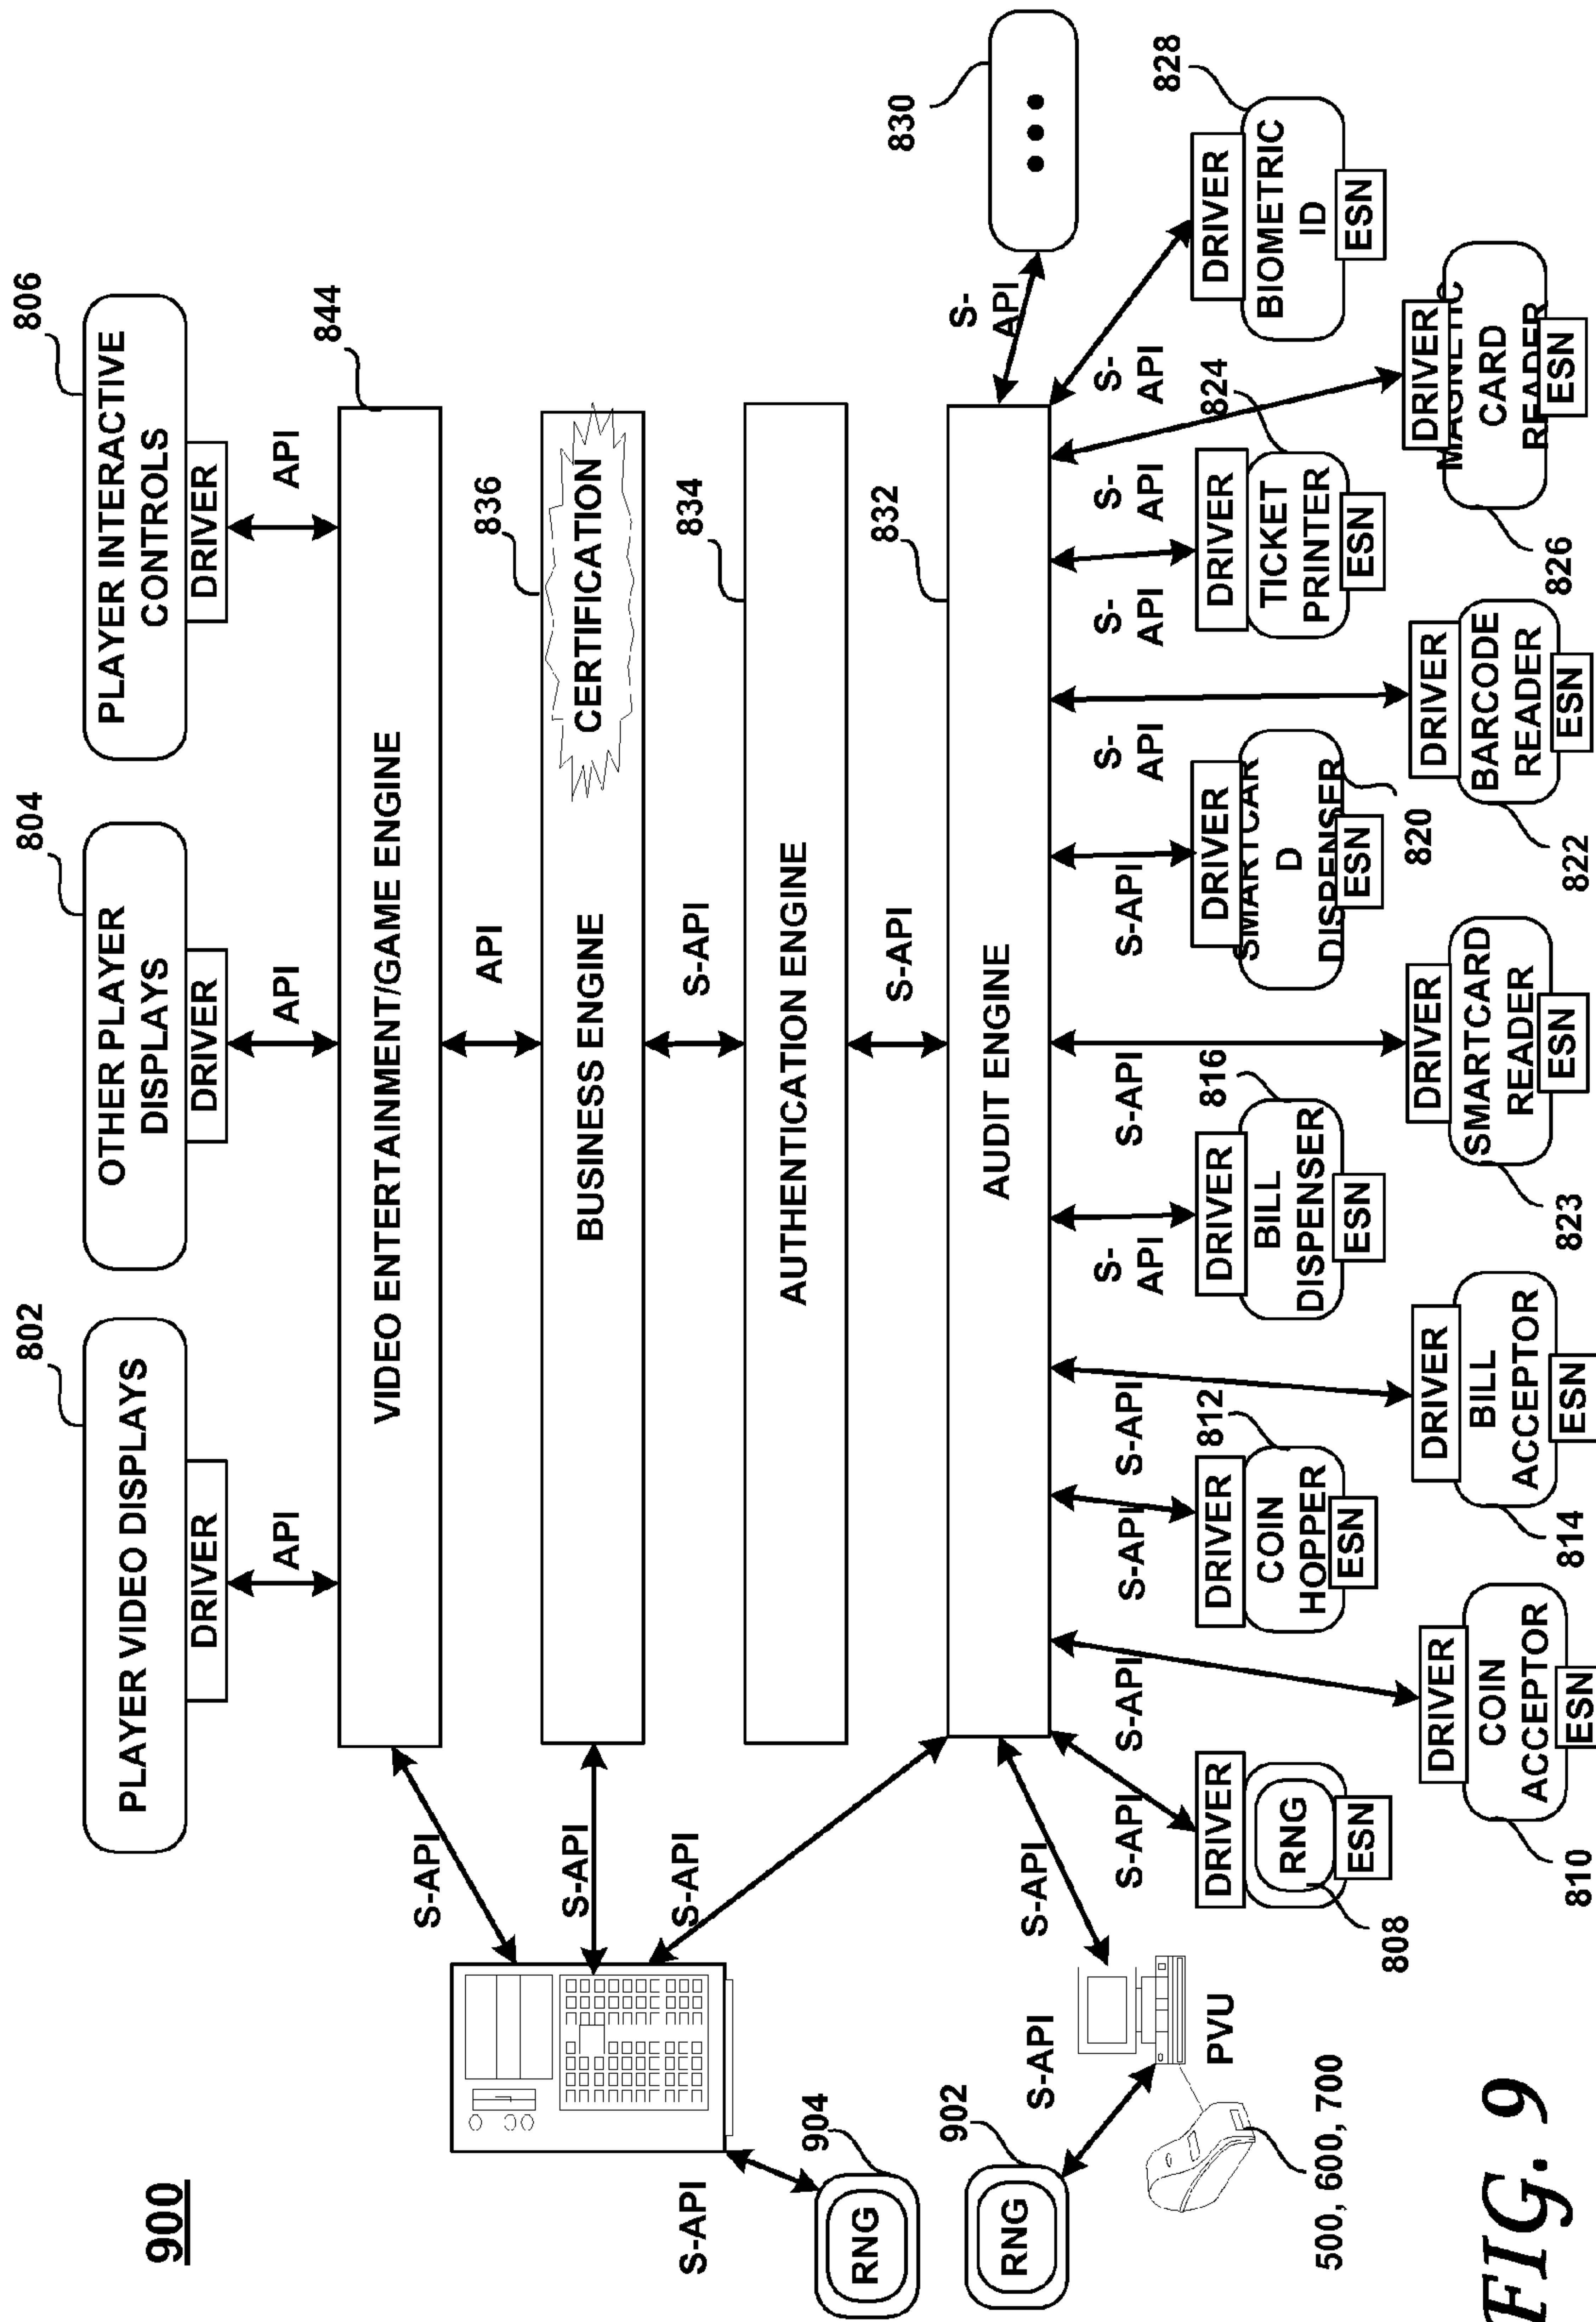 900
802
804
806
PLAYER VIDEO DISPLAYS
DRIVER
OTHER PLAYER
DISPLAYS
DRIVER
PLAYER INTERACTIVE
CONTROLS
DRIVER
API
API
API
844
VIDEO ENTERTAINMENT/GAME ENGINE
S-API
API
836
BUSINESS ENGINE
CERTIFICATION
S-API
S-API
S-API
834
AUTHENTICATION ENGINE
S-API
RNG
904
S-API
832
AUDIT ENGINE
830
S-
API
S-API
S-API
RNG
902
PVU
500, 600, 700
S-API
S-API
S-API
S-API
S-
API
S-API
S-API
S-
API
S-
API
S-
API
S-
API
DRIVER
RNG
ESN
808
DRIVER
COIN
HOPPER
ESN
812
DRIVER
BILL
DISPENSER
ESN
816
DRIVER
SMARTCAR
D
DISPENSER
ESN
820
DRIVER
TICKET
PRINTER
ESN
824
DRIVER
BIOMETRIC
ID
ESN
828
DRIVER
COIN
ACCEPTOR
ESN
810
DRIVER
BILL
ACCEPTOR
ESN
814
DRIVER
SMARTCARD
READER
ESN
823
DRIVER
BARCODE
READER
ESN
822
DRIVER
MAGNETIC
CARD
READER
ESN
826
FIG. 9